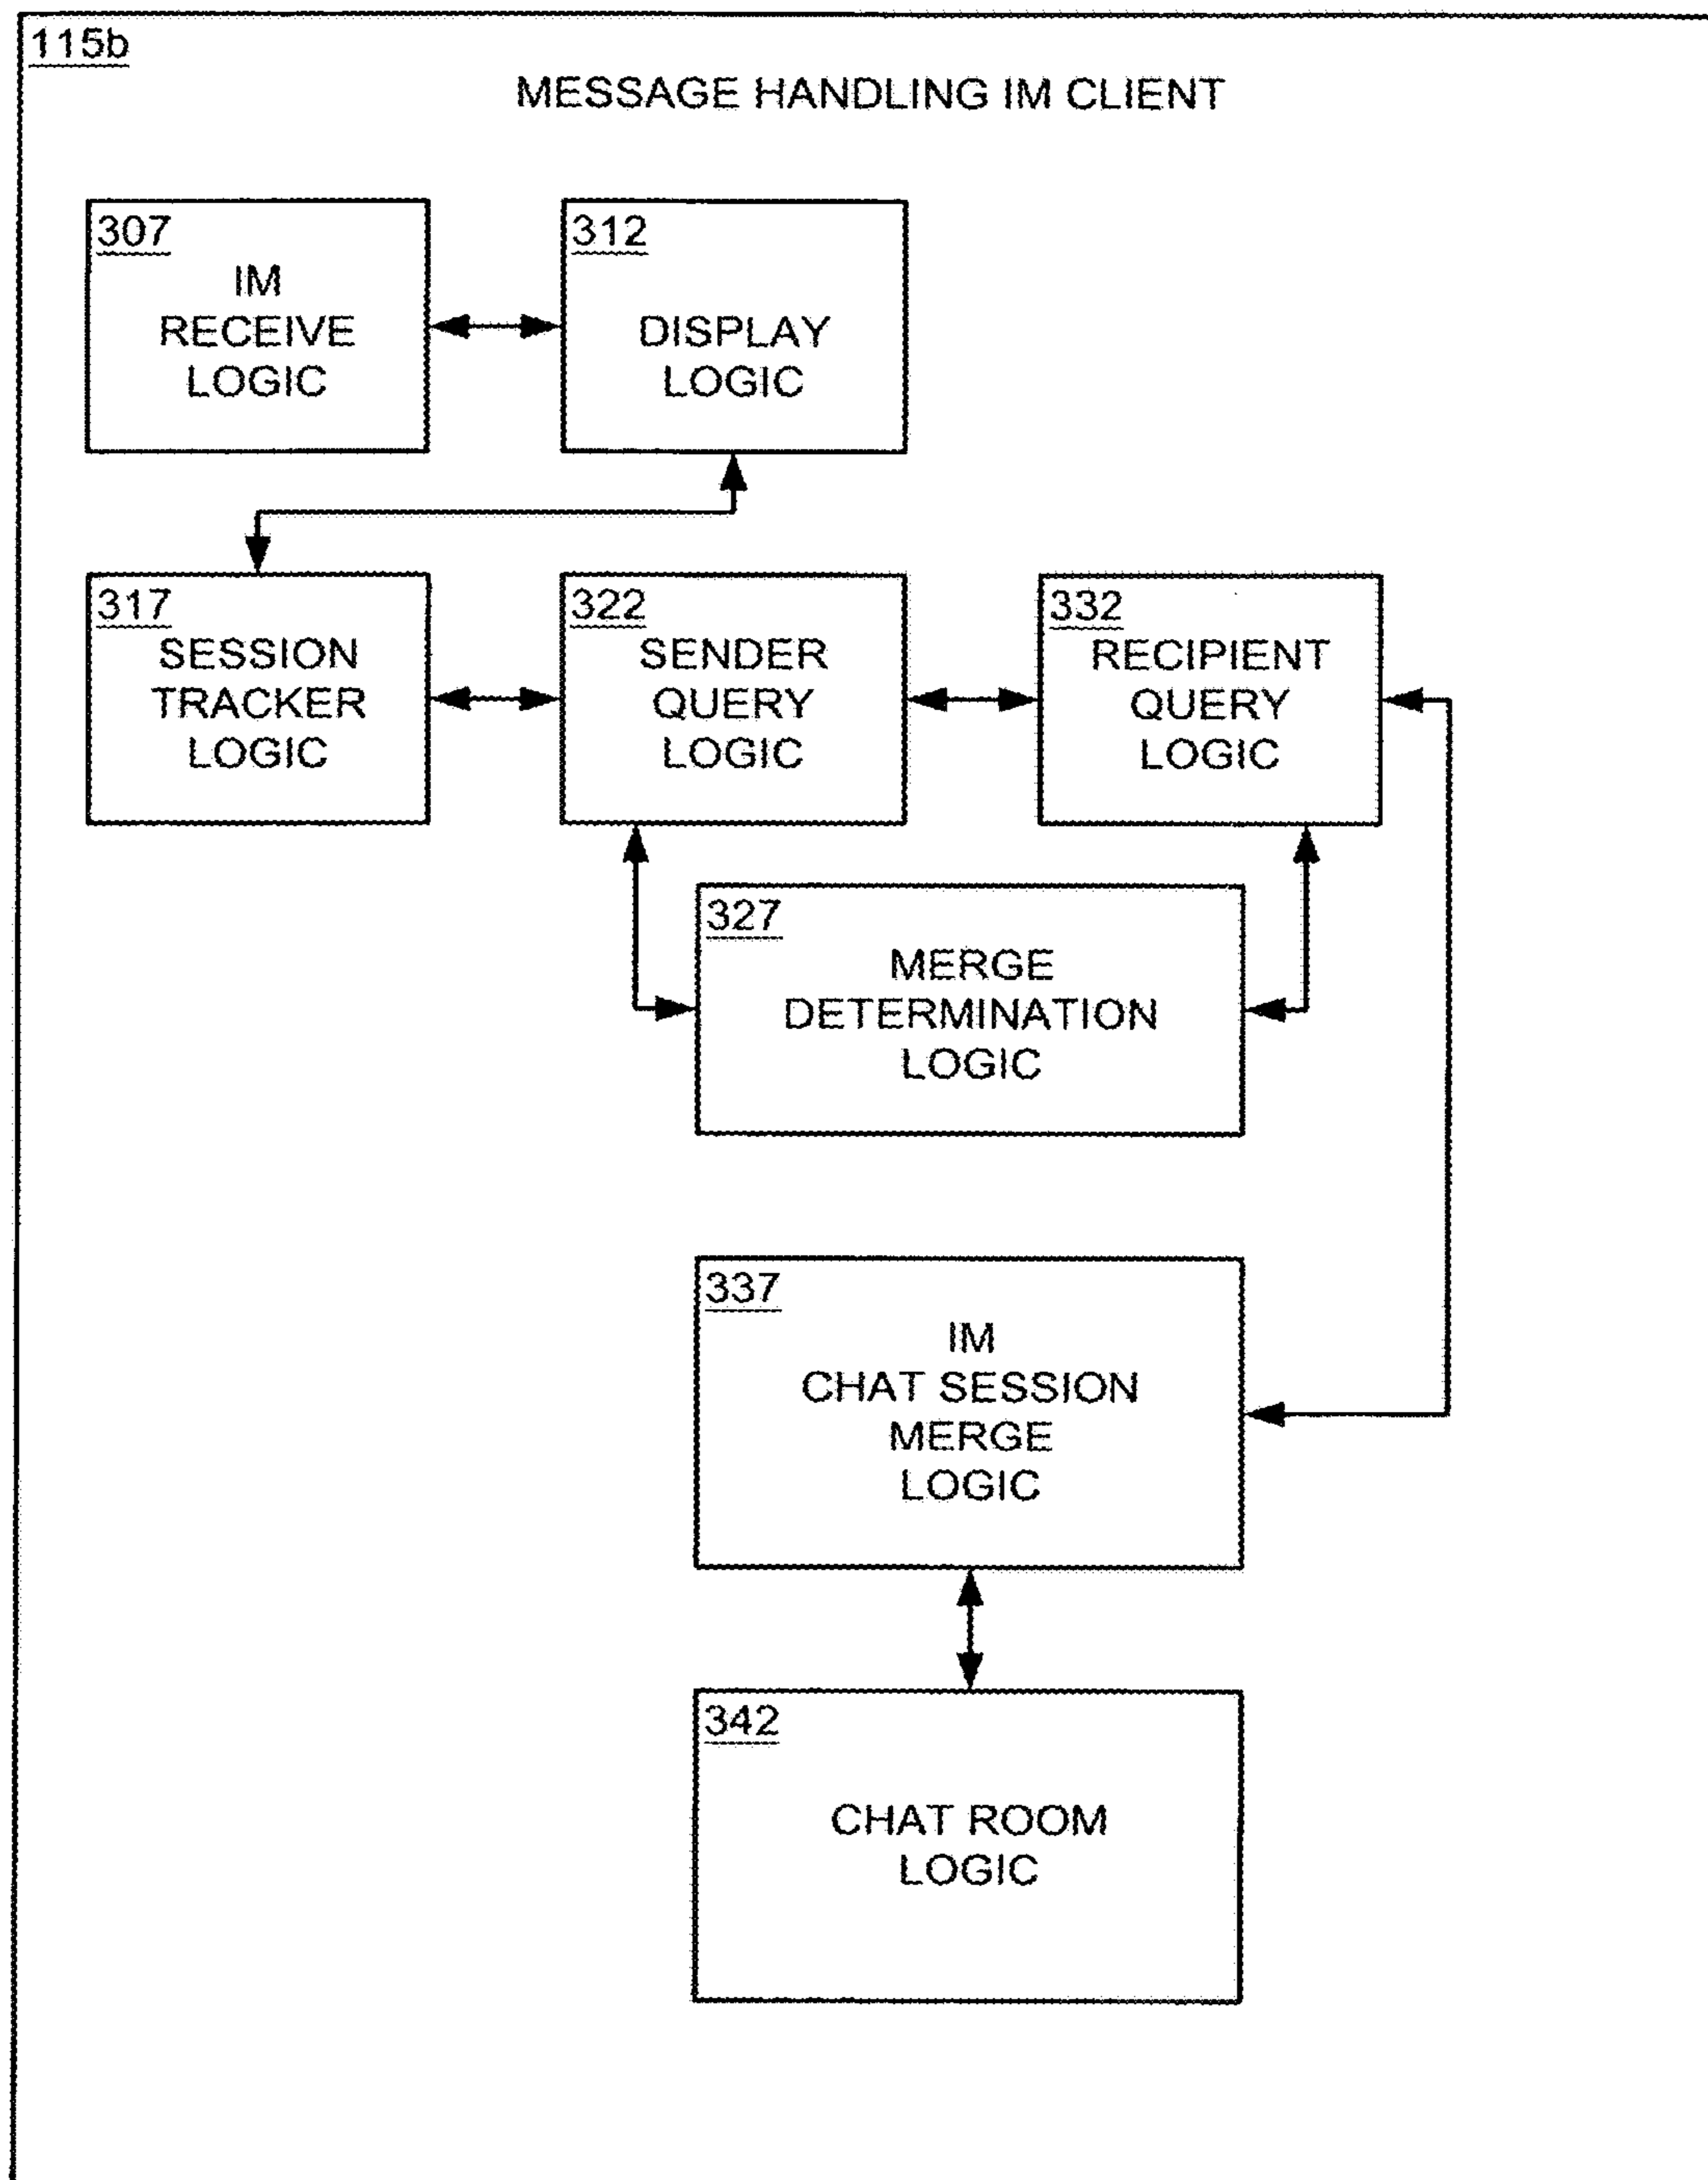 115b
MESSAGE HANDLING IM CLIENT
307
IM
RECEIVE
LOGIC
312
DISPLAY
LOGIC
317
SESSION
TRACKER
LOGIC
322
SENDER
QUERY
LOGIC
332
RECIPIENT
QUERY
LOGIC
327
MERGE
DETERMINATION
LOGIC
337
IM
CHAT SESSION
MERGE
LOGIC
342
CHAT ROOM
LOGIC